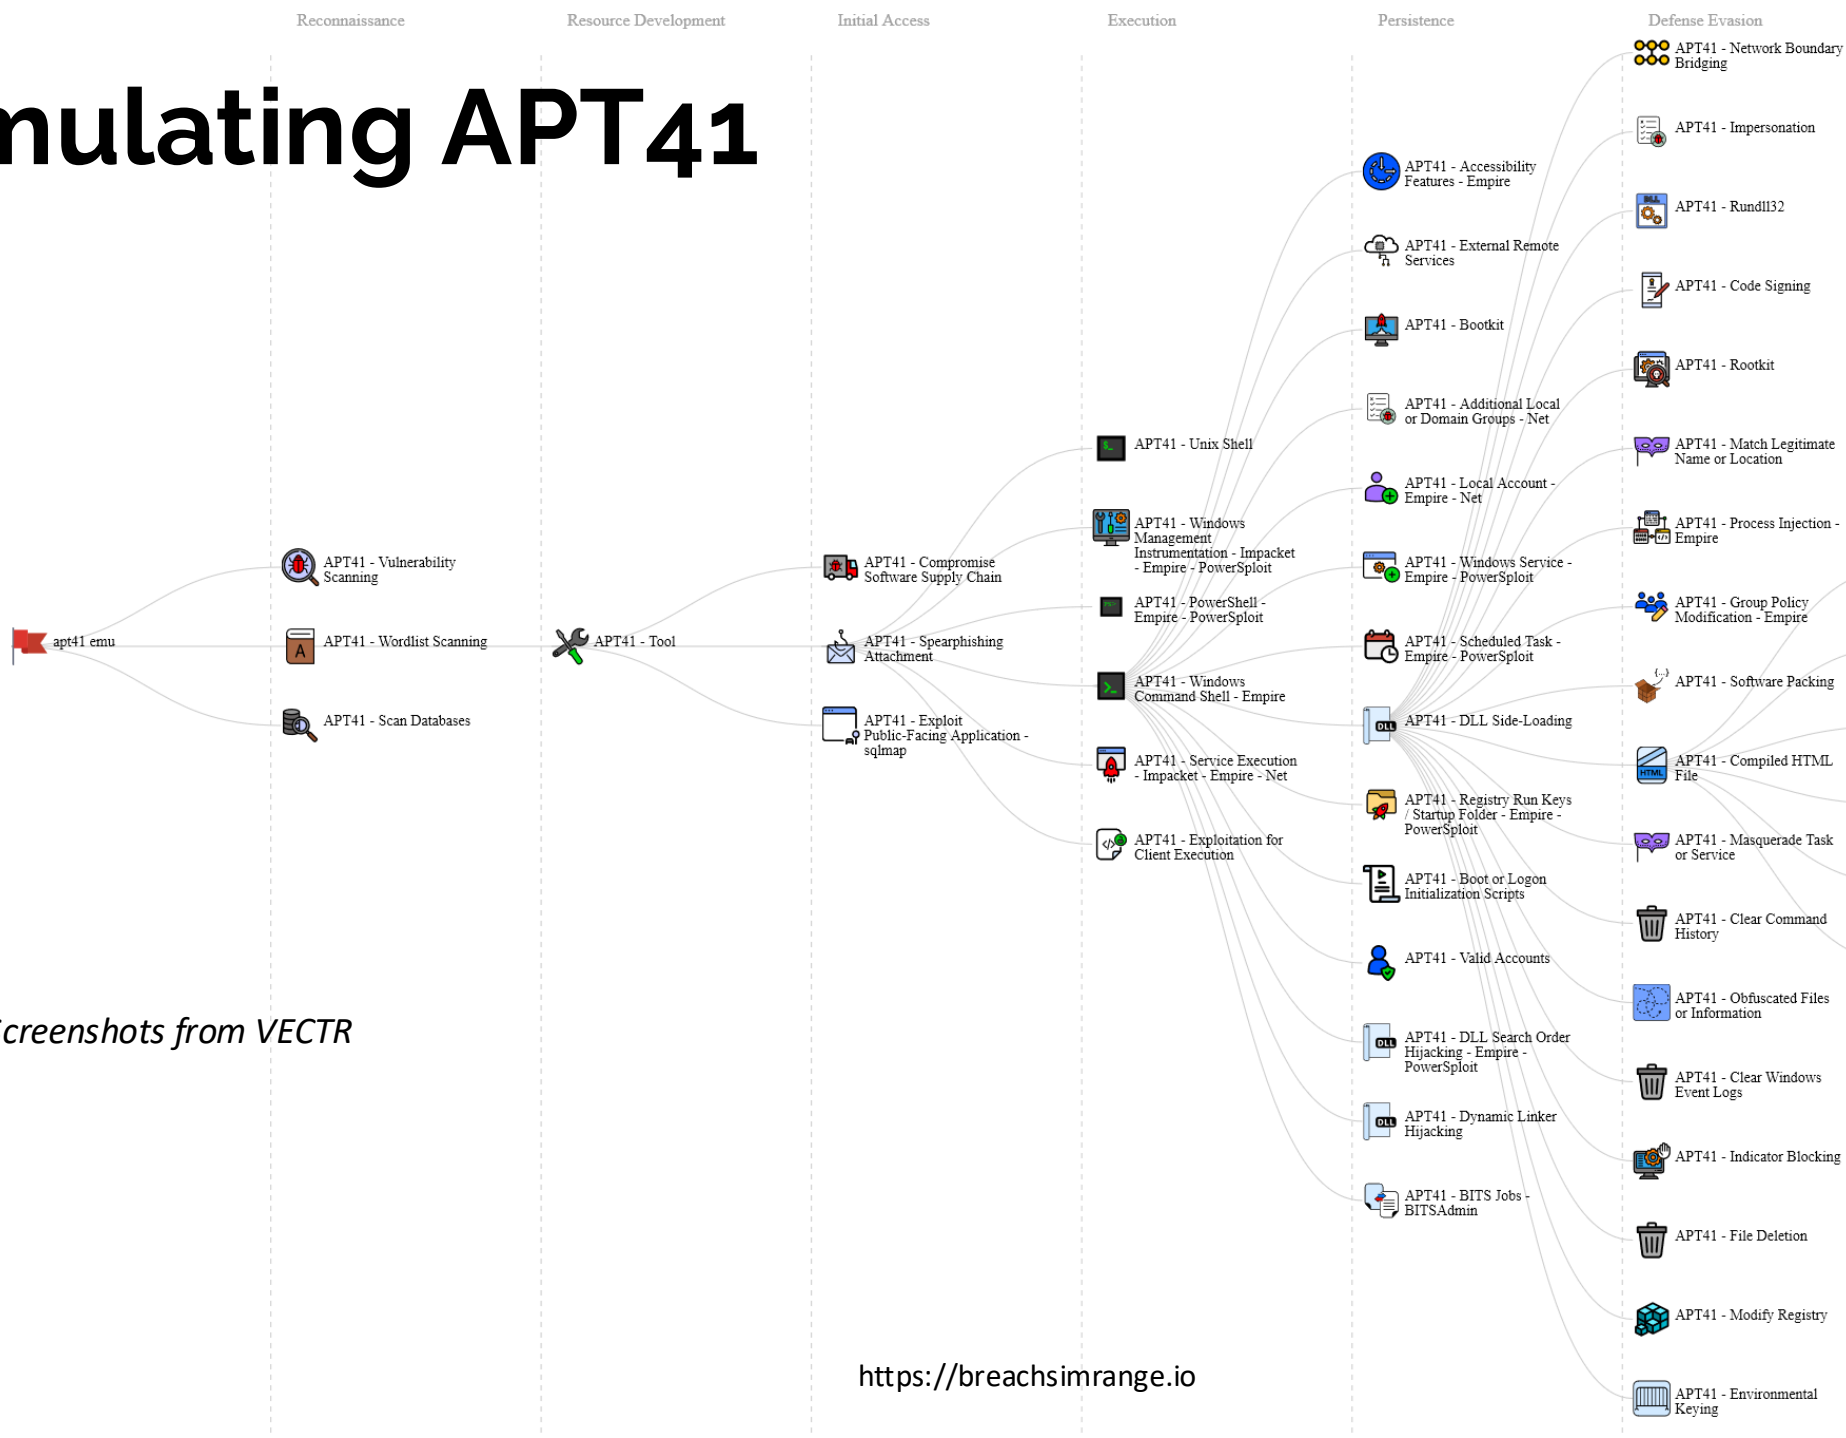 Reconnaissance
Resource Development
Initial Access
Execution
Persistence
Defense Evasion
mulating APT41
apt41 emu
APT41 - Vulnerability
Scanning
APT41 - Wordlist Scanning
APT41 - Scan Databases
APT41 - Tool
APT41 - Compromise
Software Supply Chain
APT41 - Spearphishing
Attachment
APT41 - Exploit
Public-Facing Application -
sqlmap
APT41 - Unix Shell
APT41 - Windows
Management
Instrumentation - Impacket
- Empire - PowerSploit
APT41 - PowerShell -
Empire - PowerSploit
APT41 - Windows
Command Shell - Empire
APT41 - Service Execution
- Impacket - Empire - Net
APT41 - Exploitation for
Client Execution
APT41 - Accessibility
Features - Empire
APT41 - External Remote
Services
APT41 - Bootkit
APT41 - Additional Local
or Domain Groups - Net
APT41 - Local Account -
Empire - Net
APT41 - Windows Service -
Empire - PowerSploit
APT41 - Scheduled Task -
Empire - PowerSploit
DLL
APT41 - DLL Side-Loading
APT41 - Registry Run Keys
/ Startup Folder - Empire -
PowerSploit
APT41 - Boot or Logon
Initialization Scripts
APT41 - Valid Accounts
DLL
APT41 - DLL Search Order
Hijacking - Empire -
PowerSploit
DLL
APT41 - Dynamic Linker
Hijacking
APT41 - BITS Jobs -
BITSAdmin
APT41 - Network Boundary
Bridging
APT41 - Impersonation
DLL
APT41 - Rundll32
APT41 - Code Signing
APT41 - Rootkit
APT41 - Match Legitimate
Name or Location
APT41 - Process Injection -
Empire
APT41 - Group Policy
Modification - Empire
APT41 - Software Packing
HTML
APT41 - Compiled HTML
File
APT41 - Masquerade Task
or Service
APT41 - Clear Command
History
APT41 - Obfuscated Files
or Information
APT41 - Clear Windows
Event Logs
APT41 - Indicator Blocking
APT41 - File Deletion
APT41 - Modify Registry
APT41 - Environmental
Keying
creenshots from VECTR
https://breachsimrange.io